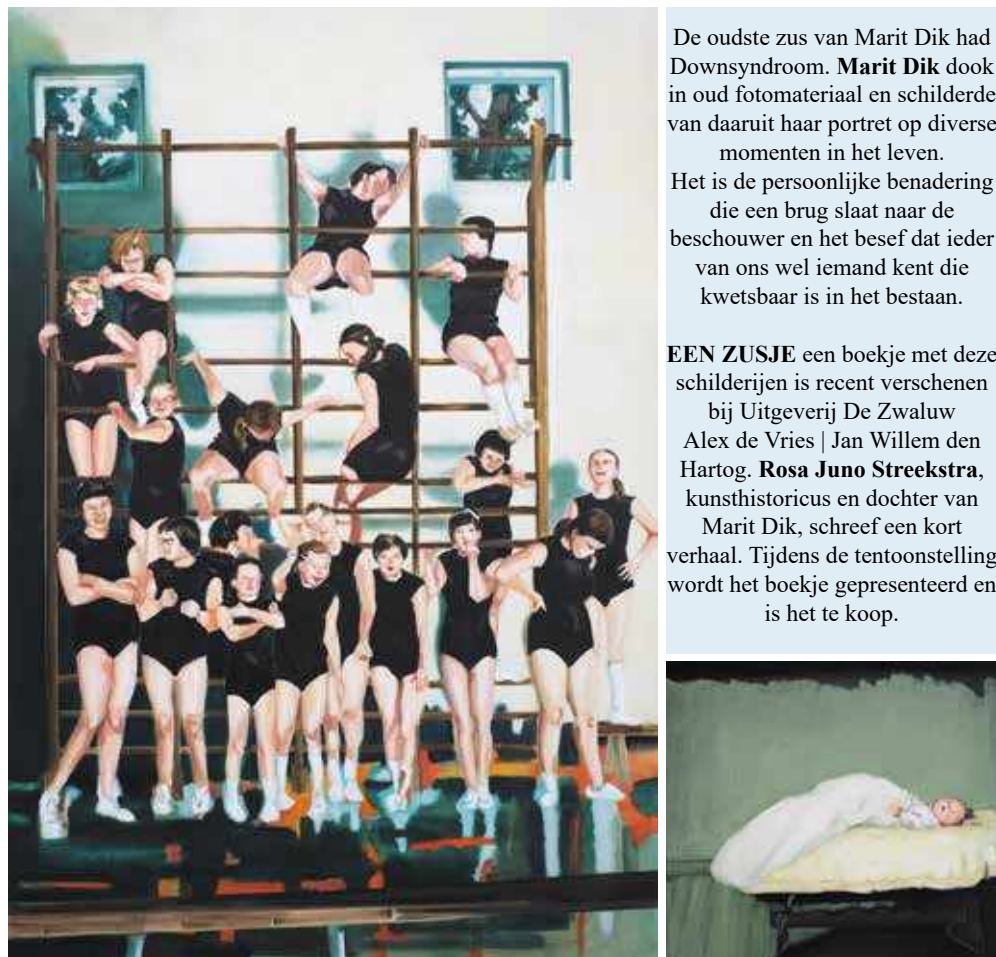 De oudste zus van Marit Dik had
Downsyndroom. Marit Dik dook
in oud fotomateriaal en schilderde
van daaruit haar portret op diverse
momenten in het leven.
Het is de persoonlijke benadering
die een brug slaat naar de
beschouwer en het besef dat ieder
van ons wel iemand kent die
kwetsbaar is in het bestaan.
EEN ZUSJE een boekje met deze
schilderijen is recent verschenen
bij Uitgeverij De Zwaluw
Alex de Vries | Jan Willem den
Hartog. Rosa Juno Streekstra,
kunsthistoricus en dochter van
Marit Dik, schreef een kort
verhaal. Tijdens de tentoonstelling
wordt het boekje gepresenteerd en
is het te koop.